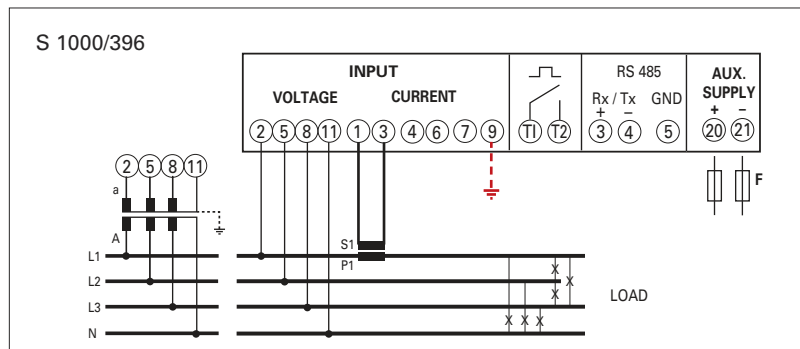 S 1000/396
INPUT
VOLTAGE CURRENT
2 5 8 11 1 3 4 6 7 9
T1 T2
RS 485
Rx / Tx GND
+ –
3 4 5
AUX.
SUPPLY
+ –
20 21
F
2 5 8 11
a
A
S1
P1
L1
L2
L3
N
X X X X X X
LOAD